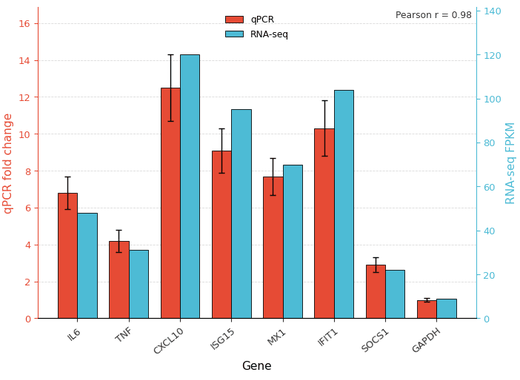 Pearson r = 0.98
qPCR
RNA-seq
qPCR fold change
16
14
12
10
8
6
4
2
0
RNA-seq FPKM
140
120
100
80
60
40
20
0
IL6
TNF
CXCL10
ISG15
MX1
IFIT1
SOCS1
GAPDH
Gene